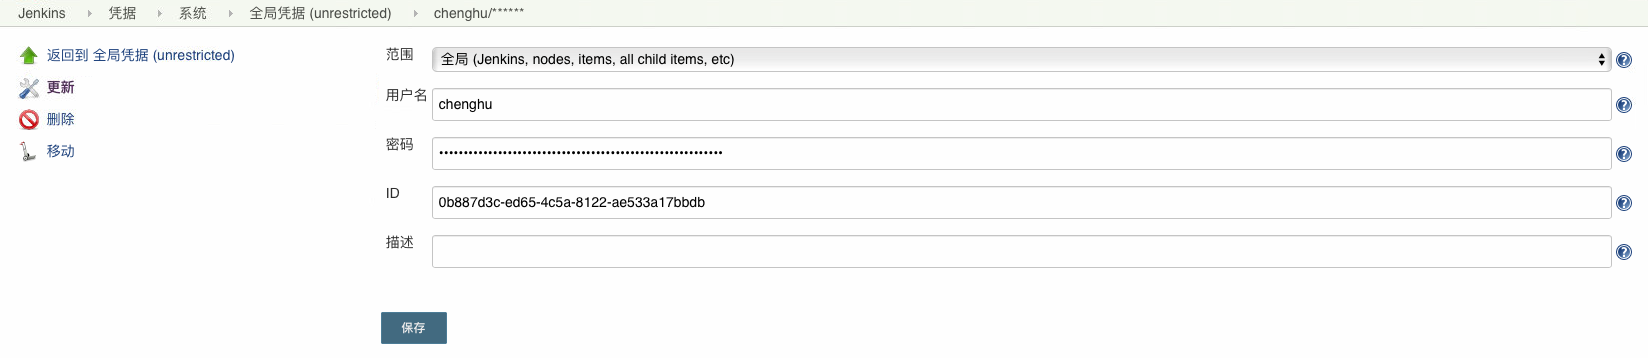 Jenkins 凭据 系统 全局凭据 (unrestricted) chenghu/******
返回到 全局凭据 (unrestricted)
更新
删除
移动
范围 全局 (Jenkins, nodes, items, all child items, etc)
用户名 chenghu
密码 ••••••••••••••••••••••••••••••••••••••••••••••••••••••••••
ID 0b887d3c-ed65-4c5a-8122-ae533a17bbdb
描述
保存